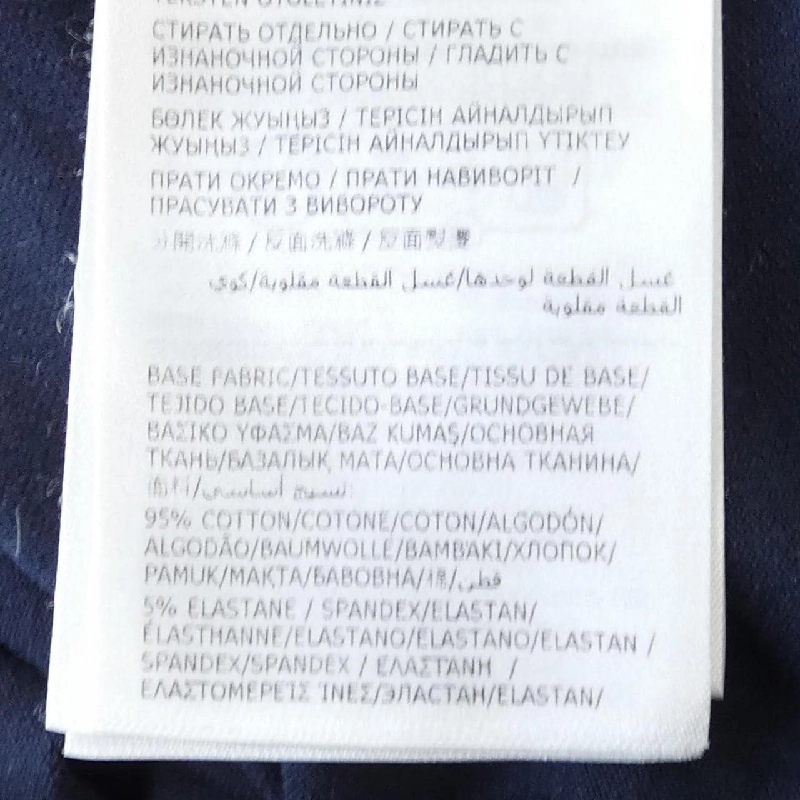 СТИРАТЬ ОТДЕЛЬНО / СТИРАТЬ С
ИЗНАНОЧНОЙ СТОРОНЫ / ГЛАДИТЬ С
ИЗНАНОЧНОЙ СТОРОНЫ
БӨЛЕК ЖУЫҢЫЗ / ТЕРІСІН АЙНАЛДЫРЫП
ЖУЫҢЫЗ / ТЕРІСІН АЙНАЛДЫРЫП ҮТІКТЕУ
ПРАТИ ОКРЕМО / ПРАТИ НАВИВОРІТ /
ПРАСУВАТИ З ВИВОРОТУ
分開洗滌 / 反面洗滌 / 反面熨燙
غسل القطعة لوحدها/غسل القطعة مقلوبة/كوي
القطعة مقلوبة
BASE FABRIC/TESSUTO BASE/TISSU DE BASE/
TEJIDO BASE/TECIDO-BASE/GRUNDGEWEBE/
ΒΑΣΙΚΟ ΥΦΑΣΜΑ/BAZ KUMAŞ/ОСНОВНАЯ
ТКАНЬ/БАЗАЛЫҚ МАТА/ОСНОВНА ТКАНИНА/
面料/نسيج أساسي:
95% COTTON/COTONE/COTON/ALGODÓN/
ALGODÃO/BAUMWOLLE/ΒΑΜΒΑΚΙ/ХЛОПОК/
PAMUK/МАҚТА/БАВОВНА/棉/قطن
5% ELASTANE / SPANDEX/ELASTAN/
ÉLASTHANNE/ELASTANO/ELASTANO/ELASTAN /
SPANDEX/SPANDEX / ΕΛΑΣΤΑΝΗ /
ΕΛΑΣΤΟΜΕΡΕΙΣ ΊΝΕΣ/ЭЛАСТАН/ELASTAN/